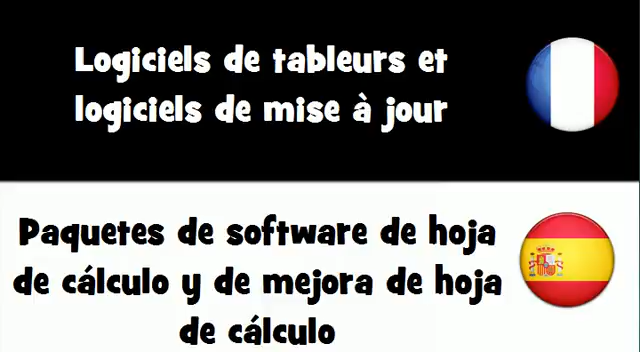 Logiciels de tableurs et
logiciels de mise à jour
Paquetes de software de hoja
de cálculo y de mejora de hoja
de cálculo